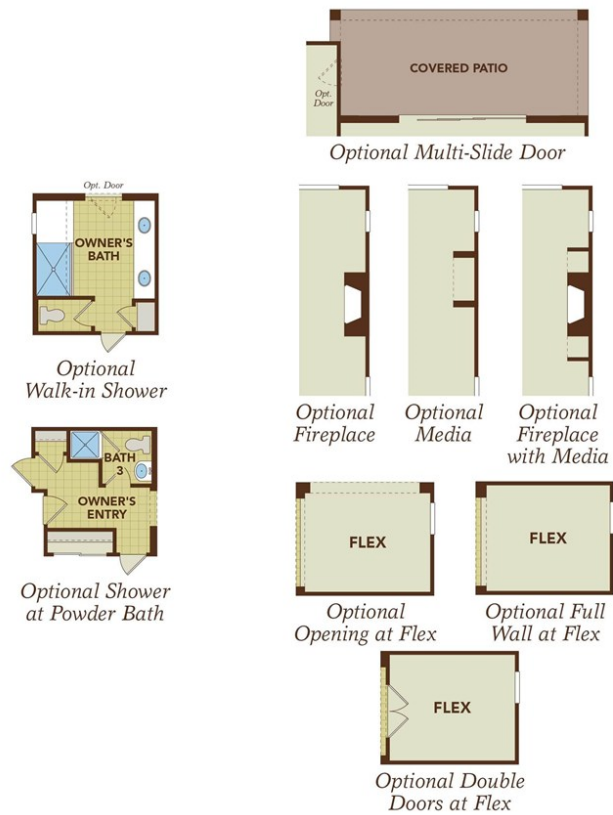 COVERED PATIO
Opt.
Door
Optional Multi-Slide Door
Opt. Door
OWNER'S
BATH
Optional
Walk-in Shower
Optional
Fireplace
Optional
Media
Optional
Fireplace
with Media
BATH
3
OWNER'S
ENTRY
Optional Shower
at Powder Bath
FLEX
Optional
Opening at Flex
FLEX
Optional Full
Wall at Flex
FLEX
Optional Double
Doors at Flex